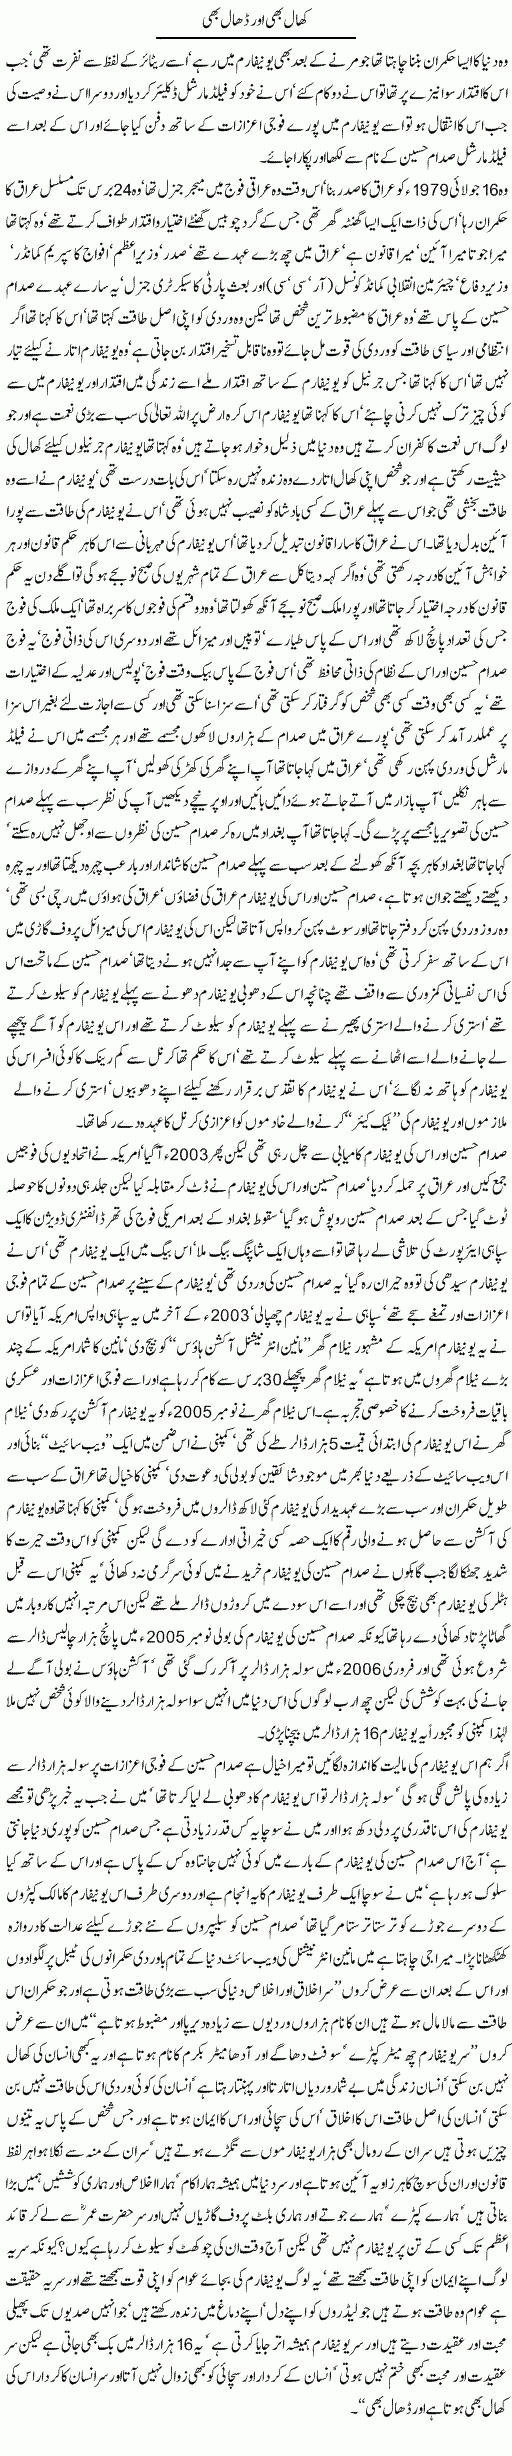 کھال بھی اور ڈھال بھی
وہ دنیا کا ایسا حکمران بننا چاہتا تھا جو مرنے کے بعد بھی یونیفارم میں رہے‘ اسے ریٹائر کے لفظ سے نفرت تھی‘ جب
اس کا اقتدار سوا نیزے پر تھا تو اس نے دو کام کئے‘ اس نے خود کو فیلڈ مارشل ڈکلیئر کر دیا اور دوسرا اس نے وصیت کی
جب اس کا انتقال ہو تو اسے یونیفارم میں پورے فوجی اعزازات کے ساتھ دفن کیا جائے اور اس کے بعد اسے
فیلڈ مارشل صدام حسین کے نام سے لکھا اور پکارا جائے۔
وہ 16 جولائی 1979ء کو عراق کا صدر بنا‘ اس وقت وہ عراقی فوج میں میجر جنرل تھا‘ وہ 24 برس تک مسلسل عراق کا
حکمران رہا‘ اس کی ذات ایک ایسا گھنٹہ گھر تھی جس کے گرد چوبیس گھنٹے اختیار و اقتدار طواف کرتے تھے‘ وہ کہتا تھا
میرا جوتا میرا آئین‘ میرا قانون ہے‘ عراق میں چھ بڑے عہدے تھے‘ صدر‘ وزیراعظم‘ افواج کا سپریم کمانڈر‘
وزیر دفاع‘ چیئرمین انقلابی کمانڈ کونسل (آر‘ سی‘ سی) اور بعث پارٹی کا سیکرٹری جنرل‘ یہ سارے عہدے صدام
حسین کے پاس تھے‘ وہ عراق کا مضبوط ترین شخص تھا لیکن وہ وردی کو اپنی اصل طاقت کہتا تھا‘ اس کا کہنا تھا اگر
انتظامی اور سیاسی طاقت کو وردی کی قوت مل جائے تو وہ ناقابل تسخیر اقتدار بن جاتی ہے‘ وہ یونیفارم اتارنے کیلئے تیار
نہیں تھا‘ اس کا کہنا تھا جس جرنیل کو یونیفارم کے ساتھ اقتدار ملے اسے زندگی میں اقتدار اور یونیفارم میں سے
کوئی چیز ترک نہیں کرنی چاہئے‘ اس کا کہنا تھا یونیفارم اس کرہ ارض پر اللہ تعالیٰ کی سب سے بڑی نعمت ہے اور جو
لوگ اس نعمت کا کفران کرتے ہیں وہ دنیا میں ذلیل و خوار ہو جاتے ہیں‘ وہ کہتا تھا یونیفارم جرنیلوں کیلئے کھال کی
حیثیت رکھتی ہے اور جو شخص اپنی کھال اتار دے وہ زندہ نہیں رہ سکتا‘ اس کی بات درست تھی‘ یونیفارم نے اسے وہ
طاقت بخشی تھی جو اس سے پہلے عراق کے کسی بادشاہ کو نصیب نہیں ہوئی تھی‘ اس نے یونیفارم کی طاقت سے پورا
آئین بدل دیا تھا۔ اس نے عراق کا سارا قانون تبدیل کر دیا تھا‘ اس یونیفارم کی مہربانی سے اس کا ہر حکم قانون اور ہر
خواہش آئین کا درجہ رکھتی تھی‘ وہ اگر کہہ دیتا کل سے عراق کے تمام شہریوں کی صبح نو بجے ہو گی تو اگلے دن یہ حکم
قانون کا درجہ اختیار کر جاتا تھا اور پورا ملک صبح نو بجے آنکھ کھولتا تھا‘ وہ دو قسم کی فوجوں کا سربراہ تھا‘ ایک ملک کی فوج
جس کی تعداد پانچ لاکھ تھی اور اس کے پاس طیارے‘ توپیں اور میزائل تھے اور دوسری اس کی ذاتی فوج‘ یہ فوج
صدام حسین اور اس کے نظام کی ذاتی محافظ تھی‘ اس فوج کے پاس بیک وقت فوج‘ پولیس اور عدلیہ کے اختیارات
تھے‘ یہ کسی بھی وقت کسی بھی شخص کو گرفتار کر سکتی تھی‘ اسے سزا سنا سکتی تھی اور کسی سے اجازت لئے بغیر اس سزا
پر عملدرآمد کر سکتی تھی‘ پورے عراق میں صدام کے ہزاروں لاکھوں مجسمے تھے اور ہر مجسمے میں اس نے فیلڈ
مارشل کی وردی پہن رکھی تھی‘ عراق میں کہا جاتا تھا آپ اپنے گھر کی کھڑکی کھولیں‘ آپ اپنے گھر کے دروازے
سے باہر نکلیں‘ آپ بازار میں آتے جاتے ہوئے دائیں بائیں اور اوپر نیچے دیکھیں آپ کی نظر سب سے پہلے صدام
حسین کی تصویر یا مجسمے پر پڑے گی۔ کہا جاتا تھا آپ بغداد میں رہ کر صدام حسین کی نظروں سے اوجھل نہیں رہ سکتے‘
کہا جاتا تھا بغداد کا ہر بچہ آنکھ کھولنے کے بعد سب سے پہلے صدام حسین کا شاندار اور بارعب چہرہ دیکھتا تھا اور یہ چہرہ
دیکھتے دیکھتے جوان ہوتا ہے، صدام حسین اور اس کی یونیفارم عراق کی فضاؤں‘ عراق کی ہواؤں میں رچی بسی تھی‘
وہ روز وردی پہن کر دفتر جاتا تھا اور سوٹ پہن کر واپس آتا تھا لیکن اس کی یونیفارم اس کی میزائل پروف گاڑی میں
اس کے ساتھ سفر کرتی تھی‘ وہ اس یونیفارم کو اپنے آپ سے جدا نہیں ہونے دیتا تھا‘ صدام حسین کے ماتحت اس
کی اس نفسیاتی کمزوری سے واقف تھے چنانچہ اس کے دھوبی یونیفارم دھونے سے پہلے یونیفارم کو سیلوٹ کرتے
تھے‘ استری کرنے والے استری پھیرنے سے پہلے سیلوٹ کرتے تھے اور اس یونیفارم کو آگے پیچھے
لے جانے والے اسے اٹھانے سے پہلے سیلوٹ کرتے تھے‘ اس کا حکم تھا کرنل سے کم رینک کا کوئی افسر اس کی
یونیفارم کو ہاتھ نہ لگائے‘ اس نے یونیفارم کا تقدس برقرار رکھنے کیلئے اپنے دھوبیوں‘ استری کرنے والے
ملازموں اور یونیفارم کی ’’ٹیک کیئر‘‘ کرنے والے خادموں کو اعزازی کرنل کا عہدہ دے رکھا تھا۔
صدام حسین اور اس کی یونیفارم کامیابی سے چل رہی تھی لیکن پھر 2003ء آ گیا‘ امریکہ نے اتحادیوں کی فوجیں
جمع کیں اور عراق پر حملہ کر دیا‘ صدام حسین اور اس کی یونیفارم نے ڈٹ کر مقابلہ کیا لیکن جلد ہی دونوں کا حوصلہ
ٹوٹ گیا جس کے بعد صدام حسین روپوش ہو گیا‘ سقوط بغداد کے بعد امریکی فوج کی تھرڈ انفنٹری ڈویژن کا ایک
سپاہی ایئرپورٹ کی تلاشی لے رہا تھا تو اسے وہاں ایک شاپنگ بیگ ملا‘ اس بیگ میں ایک یونیفارم تھی‘ اس نے
یونیفارم سیدھی کی تو وہ حیران رہ گیا‘ یہ صدام حسین کی وردی تھی‘ یونیفارم کے سینے پر صدام حسین کے تمام فوجی
اعزازات اور تمغے سجے تھے‘ سپاہی نے یہ یونیفارم چھپا لی‘ 2003ء کے آخر میں یہ سپاہی واپس امریکہ آیا تو اس
نے یہ یونیفارم امریکہ کے مشہور نیلام گھر ’’مانین انٹرنیشنل آکشن ہاؤس‘‘ کو بیچ دی‘ مانین کا شمار امریکہ کے چند
بڑے نیلام گھروں میں ہوتا ہے‘ یہ نیلام گھر پچھلے 30 برس سے کام کر رہا ہے اور اسے فوجی اعزازات اور عسکری
باقیات فروخت کرنے کا خصوصی تجربہ ہے۔ اس نیلام گھر نے نومبر 2005ء کو یہ یونیفارم آکشن پر رکھ دی‘ نیلام
گھر نے اس یونیفارم کی ابتدائی قیمت 5 ہزار ڈالر طے کی تھی‘ کمپنی نے اس ضمن میں ایک ’’ویب سائیٹ‘‘ بنائی اور
اس ویب سائیٹ کے ذریعے دنیا بھر میں موجود شائقین کو بولی کی دعوت دی‘ کمپنی کا خیال تھا عراق کے سب سے
طویل حکمران اور سب سے بڑے عہدیدار کی یونیفارم کئی لاکھ ڈالروں میں فروخت ہو گی‘ کمپنی کا کہنا تھا وہ یونیفارم
کی آکشن سے حاصل ہونے والی رقم کا ایک حصہ کسی خیراتی ادارے کو دے گی لیکن کمپنی کو اس وقت حیرت کا
شدید جھٹکا لگا جب گاہکوں نے صدام حسین کی یونیفارم خریدنے میں کوئی سرگرمی نہ دکھائی‘ یہ کمپنی اس سے قبل
ہٹلر کی یونیفارم بھی بیچ چکی تھی اور اسے اس سودے میں کروڑوں ڈالر ملے تھے لیکن اس مرتبہ انہیں کاروبار میں
گھاٹا پڑتا دکھائی دے رہا تھا کیونکہ صدام حسین کی یونیفارم کی بولی نومبر 2005ء میں پانچ ہزار چالیس ڈالر سے
شروع ہوئی تھی اور فروری 2006ء میں سولہ ہزار ڈالر پر آ کر رک گئی تھی‘ آکشن ہاؤس نے بولی آگے لے
جانے کی بہت کوشش کی لیکن چھ ارب لوگوں کی اس دنیا میں انہیں سوا سولہ ہزار ڈالر دینے والا کوئی شخص نہیں ملا
لہٰذا کمپنی کو مجبوراً یہ یونیفارم 16 ہزار ڈالر میں بیچنا پڑی۔
اگر ہم اس یونیفارم کی مالیت کا اندازہ لگائیں تو میرا خیال ہے صدام حسین کے فوجی اعزازات پر سولہ ہزار ڈالر سے
زیادہ کی پالش لگی ہو گی‘ سولہ ہزار ڈالر تو اس یونیفارم کا دھوبی لے لیا کرتا تھا‘ میں نے جب یہ خبر پڑھی تو مجھے
یونیفارم کی اس ناقدری پر دلی دکھ ہوا اور میں نے سوچا یہ کس قدر زیادتی ہے جس صدام حسین کو پوری دنیا جانتی
ہے‘ آج اس صدام حسین کی یونیفارم کے بارے میں کوئی نہیں جانتا وہ کس کے پاس ہے اور اس کے ساتھ کیا
سلوک ہو رہا ہے‘ میں نے سوچا ایک طرف یونیفارم کا یہ انجام ہے اور دوسری طرف اس یونیفارم کا مالک کپڑوں
کے دوسرے جوڑے کو ترستا ترستا مر گیا تھا‘ صدام حسین کو سلیپروں کے نئے جوڑے کیلئے عدالت کا دروازہ
کھٹکھٹانا پڑا۔ میرا جی چاہتا ہے میں مانین انٹرنیشنل کی ویب سائٹ دنیا کے تمام باوردی حکمرانوں کی ٹیبل پر لگوا دوں
اور اس کے بعد ان سے عرض کروں ’’سر اخلاق اور اخلاص دنیا کی سب سے بڑی طاقت ہوتی ہے اور جو حکمران اس
طاقت سے مالا مال ہوتے ہیں ان کا نام ہزاروں وردیوں سے زیادہ دیرپا اور مضبوط ہوتا ہے‘‘ میں ان سے عرض
کروں ’’سر یونیفارم چھ میٹر کپڑے‘ سو فٹ دھاگے اور آدھا میٹر بکرم کا نام ہوتا ہے اور یہ کبھی انسان کی کھال
نہیں بن سکتی‘ انسان زندگی میں بے شمار وردیاں اتارتا اور پہنتا رہتا ہے‘ انسان کی کوئی وردی اس کی طاقت نہیں بن
سکتی‘ انسان کی اصل طاقت اس کا اخلاق‘ اس کی سچائی اور اس کا ایمان ہوتا ہے اور جس شخص کے پاس یہ تینوں
چیزیں ہوتی ہیں سر ان کے رومال بھی ہزار یونیفارموں سے تگڑے ہوتے ہیں‘ سر ان کے منہ سے نکلا ہوا ہر لفظ
قانون اور ان کی سوچ کا ہر زاویہ آئین ہوتا ہے اور سر دنیا میں ہمیشہ ہمارا کام‘ ہمارا اخلاص اور ہماری کوششیں ہمیں بڑا
بناتی ہیں‘ ہمارے کپڑے‘ ہمارے جوتے اور ہماری بلٹ پروف گاڑیاں نہیں اور سر حضرت عمرؓ سے لے کر قائد
اعظم تک کسی کے تن پر یونیفارم نہیں تھی لیکن آج وقت ان کی چوکھٹ کو سیلوٹ کر رہا ہے کیوں؟ کیونکہ سر یہ
لوگ اپنے ایمان کو اپنی طاقت سمجھتے تھے‘ یہ لوگ یونیفارم کی بجائے عوام کو اپنی قوت سمجھتے تھے اور سر یہ حقیقت
ہے عوام وہ طاقت ہوتے ہیں جو لیڈروں کو اپنے دل‘ اپنے دماغ میں زندہ رکھتے ہیں‘ جو انہیں صدیوں تک پھیلی
محبت اور عقیدت دیتے ہیں اور سر یونیفارم ہمیشہ اتر جایا کرتی ہے‘ یہ 16 ہزار ڈالر میں بک بھی جاتی ہے لیکن سر
عقیدت اور محبت کبھی ختم نہیں ہوتی‘ انسان کے کردار اور سچائی کو کبھی زوال نہیں آتا اور سر انسان کا کردار اس کی
کھال بھی ہوتا ہے اور ڈھال بھی‘‘۔